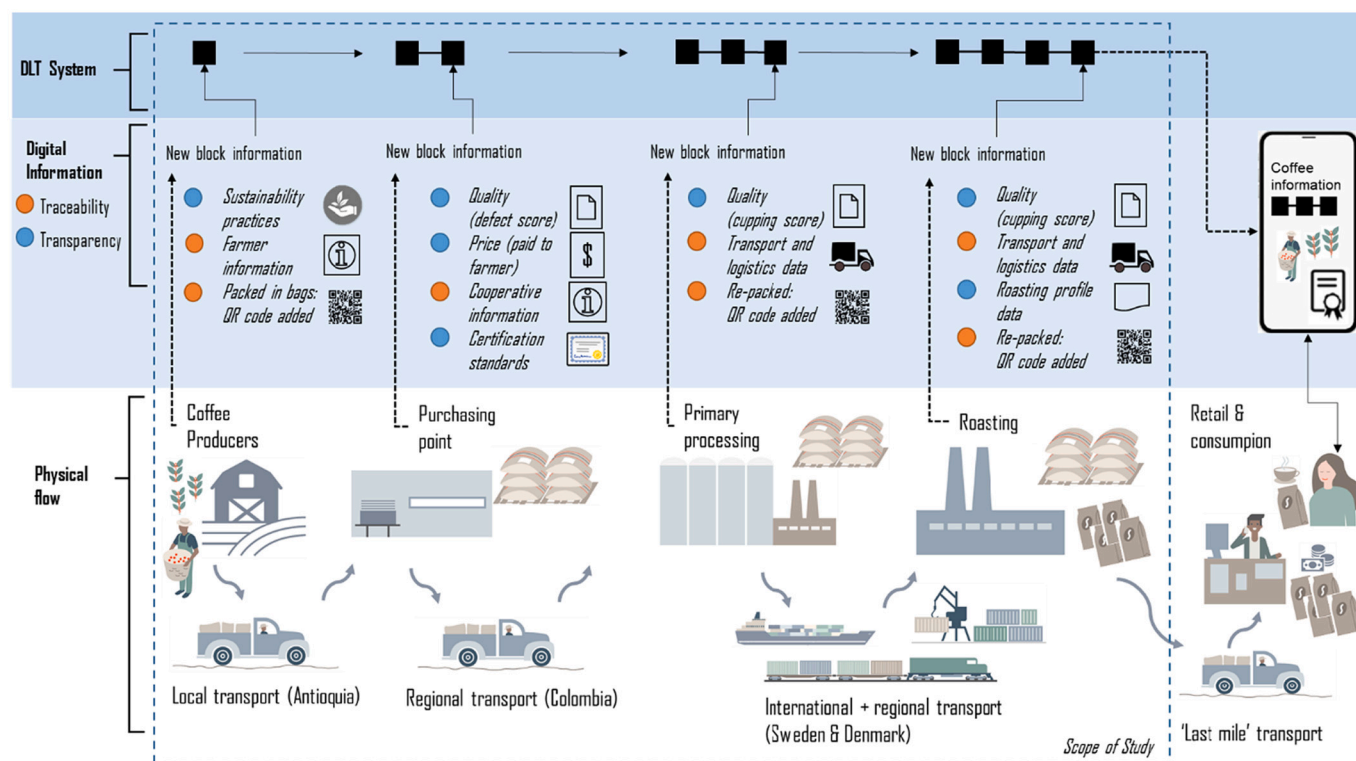 DLT System
Digital
Information
Traceability
Transparency
New block information
Sustainability
practices
Farmer
information
Packed in bags:
QR code added
New block information
Quality
(defect score)
Price (paid to
farmer)
$
Cooperative
information
Certification
standards
New block information
Quality
(cupping score)
Transport and
logistics data
Re-packed:
QR code added
New block information
Quality
(cupping score)
Transport and
logistics data
Roasting profile
data
Re-packed:
QR code added
Coffee
information
Physical
flow
Coffee
Producers
Purchasing
point
Primary
processing
Roasting
Retail &
consumpion
Local transport (Antioquia)
Regional transport (Colombia)
International + regional transport
(Sweden & Denmark)
Scope of Study
'Last mile' transport